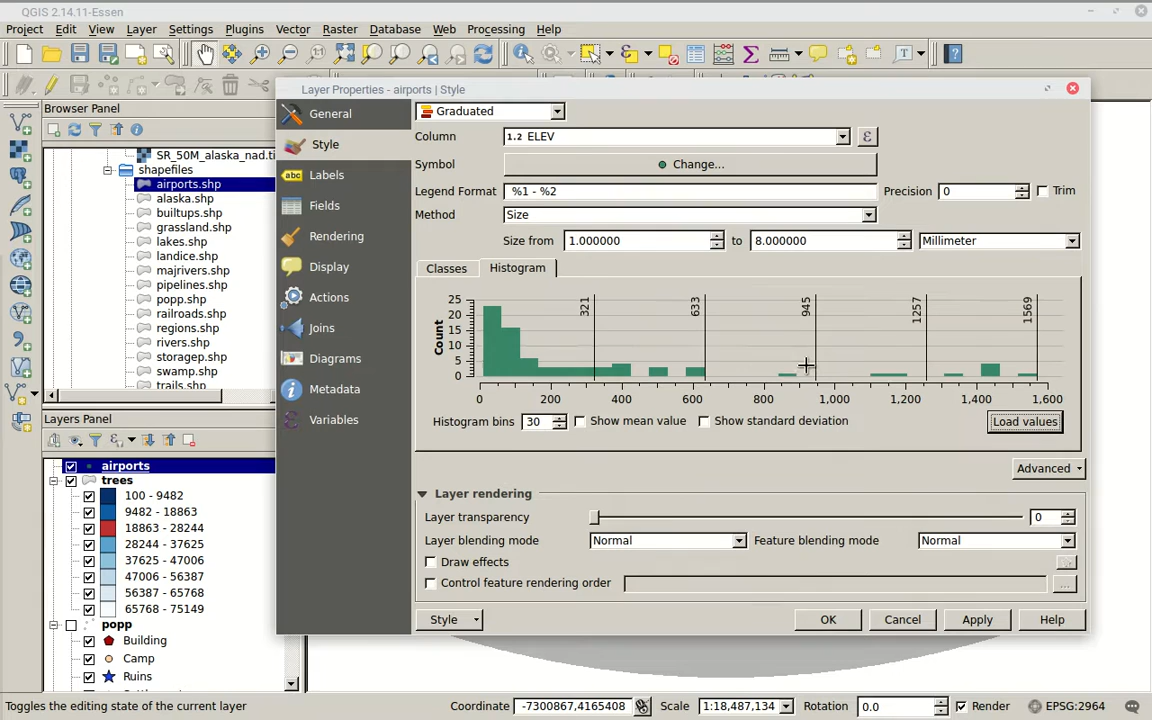 QGIS 2.14.11-Essen
Project Edit View Layer Settings Plugins Vector Raster Database Web Processing Help
Layer Properties - airports | Style
Browser Panel
SR_50M_alaska_nad.ti
shapefiles
airports.shp
alaska.shp
builtups.shp
grassland.shp
lakes.shp
landice.shp
majrivers.shp
pipelines.shp
popp.shp
railroads.shp
regions.shp
rivers.shp
storagep.shp
swamp.shp
trails.shp
Layers Panel
airports
trees
100 - 9482
9482 - 18863
18863 - 28244
28244 - 37625
37625 - 47006
47006 - 56387
56387 - 65768
65768 - 75149
popp
Building
Camp
Ruins
General
Style
Labels
Fields
Rendering
Display
Actions
Joins
Diagrams
Metadata
Variables
Graduated
Column 1.2 ELEV ε
Symbol Change...
Legend Format %1 - %2 Precision 0 Trim
Method Size
Size from 1.000000 to 8.000000 Millimeter
Classes Histogram
Count
25
20
15
10
5
0
321 633 945 1257 1569
0 200 400 600 800 1,000 1,200 1,400 1,600
Histogram bins 30 Show mean value Show standard deviation Load values
Advanced
Layer rendering
Layer transparency 0
Layer blending mode Normal Feature blending mode Normal
Draw effects
Control feature rendering order ...
Style OK Cancel Apply Help
Toggles the editing state of the current layer Coordinate -7300867,4165408 Scale 1:18,487,134 Rotation 0.0 Render EPSG:2964